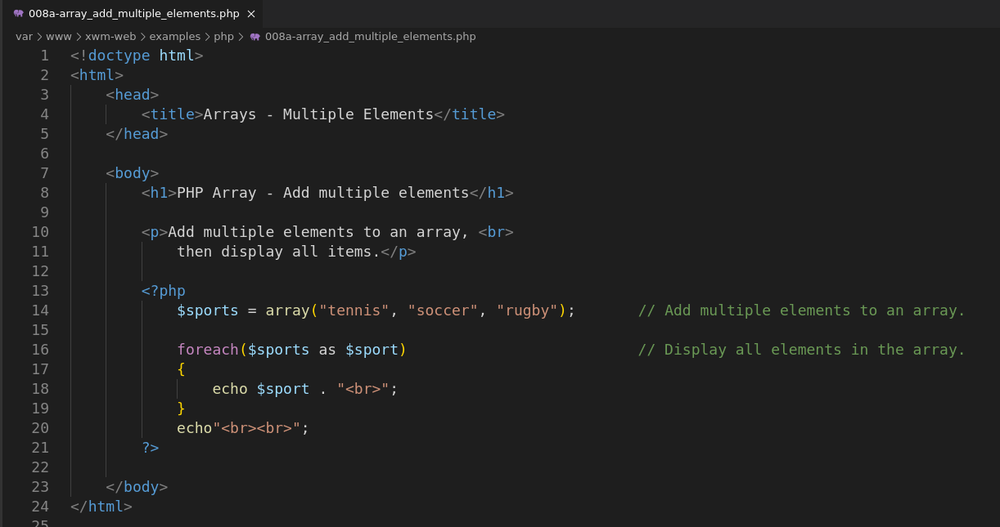 008a-array_add_multiple_elements.php ×
var > www > xwm-web > examples > php > 008a-array_add_multiple_elements.php
1 <!doctype html>
2 <html>
3     <head>
4         <title>Arrays - Multiple Elements</title>
5     </head>
6
7     <body>
8         <h1>PHP Array - Add multiple elements</h1>
9
10         <p>Add multiple elements to an array, <br>
11             then display all items.</p>
12
13         <?php
14             $sports = array("tennis", "soccer", "rugby");       // Add multiple elements to an array.
15
16             foreach($sports as $sport)                          // Display all elements in the array.
17             {
18                 echo $sport . "<br>";
19             }
20             echo"<br><br>";
21         ?>
22
23     </body>
24 </html>
25